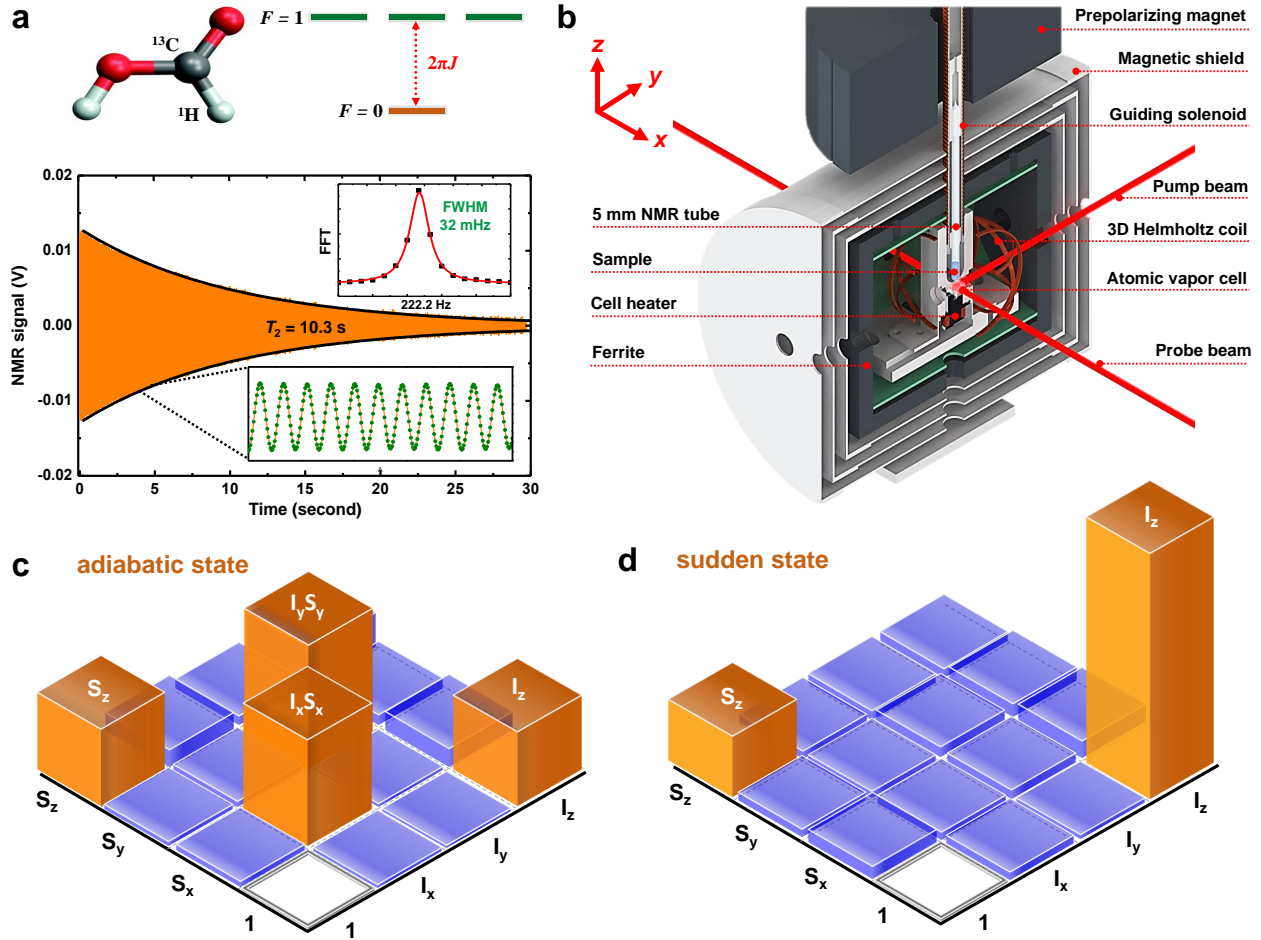 a
F = 1
¹³C
2πJ
¹H
F = 0
0.02
0.01
0.00
-0.01
-0.02
NMR signal (V)
FFT
FWHM
32 mHz
222.2 Hz
T₂ = 10.3 s
0
5
10
15
20
25
30
Time (second)
b
z
y
x
Prepolarizing magnet
Magnetic shield
Guiding solenoid
Pump beam
3D Helmholtz coil
Atomic vapor cell
Probe beam
5 mm NMR tube
Sample
Cell heater
Ferrite
c
adiabatic state
IySy
Sz
IxSx
Iz
Sz
Sy
Sx
1
1
Ix
Iy
Iz
d
sudden state
Iz
Sz
Sz
Sy
Sx
1
1
Ix
Iy
Iz